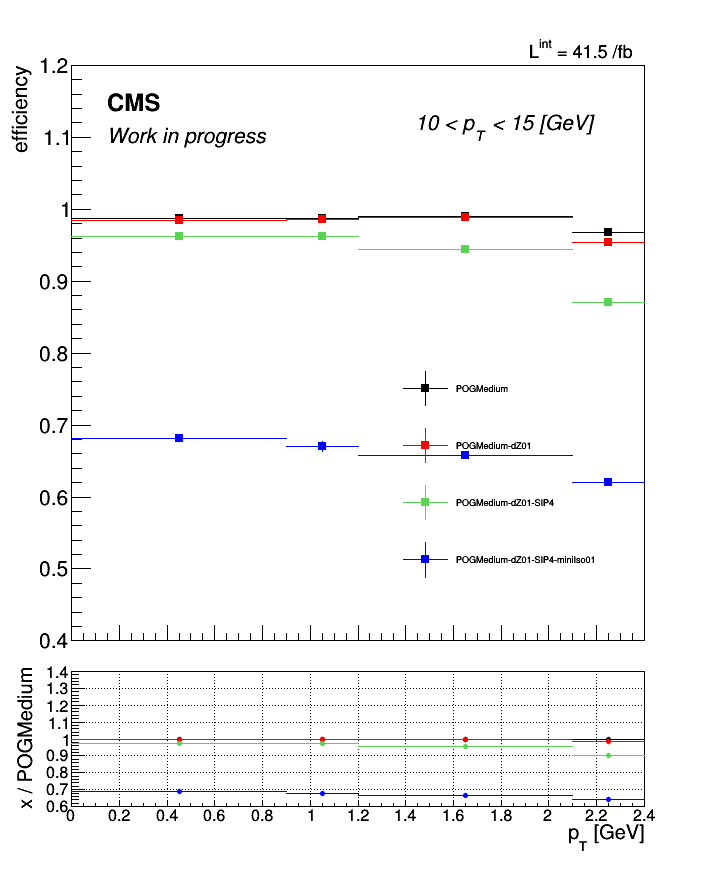 L^int = 41.5 /fb
efficiency
CMS
Work in progress
10 < p_T < 15 [GeV]
1.2
1.1
1
0.9
0.8
0.7
0.6
0.5
0.4
POGMedium
POGMedium-dZ01
POGMedium-dZ01-SIP4
POGMedium-dZ01-SIP4-miniIso01
x / POGMedium
1.4
1.3
1.2
1.1
1
0.9
0.8
0.7
0.6
0 0.2 0.4 0.6 0.8 1 1.2 1.4 1.6 1.8 2 2.2 2.4
p_T [GeV]